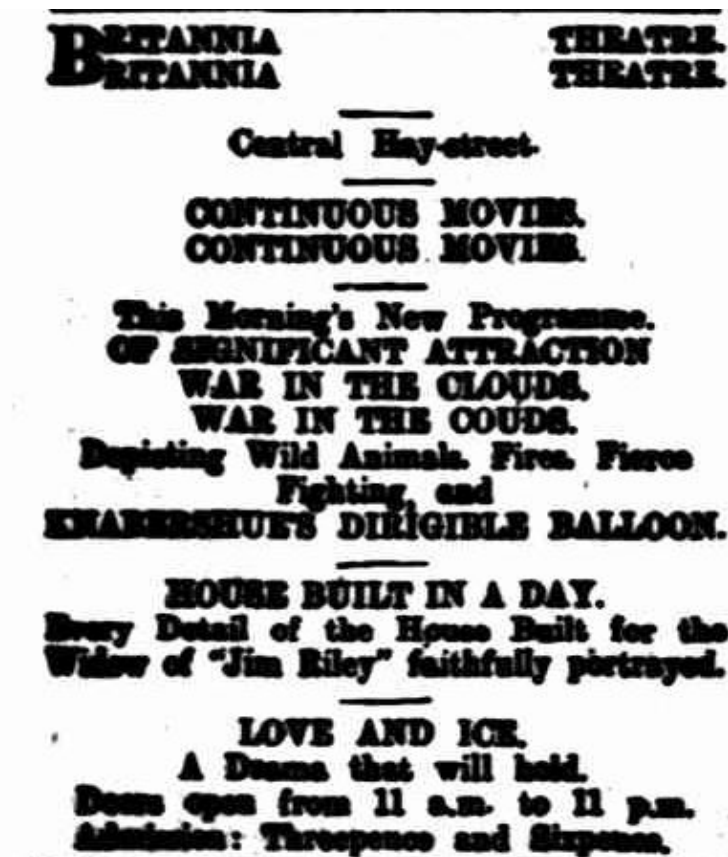 BRITANNIA THEATRE.
BRITANNIA THEATRE.
Central Hay-street.
CONTINUOUS MOVIES.
CONTINUOUS MOVIES.
This Morning's New Programme.
OF SIGNIFICANT ATTRACTION
WAR IN THE CLOUDS.
WAR IN THE COUDS.
Depicting Wild Animals. Fires. Fierce
Fighting, and
DIRIGIBLE BALLOON.
HOUSE BUILT IN A DAY.
Every Detail of the House Built for the
Widow of "Jim Riley" faithfully portrayed.
LOVE AND ICE.
A Drama that will hold.
Doors open from 11 a.m. to 11 p.m.
Admission: Threepence and Sixpence.